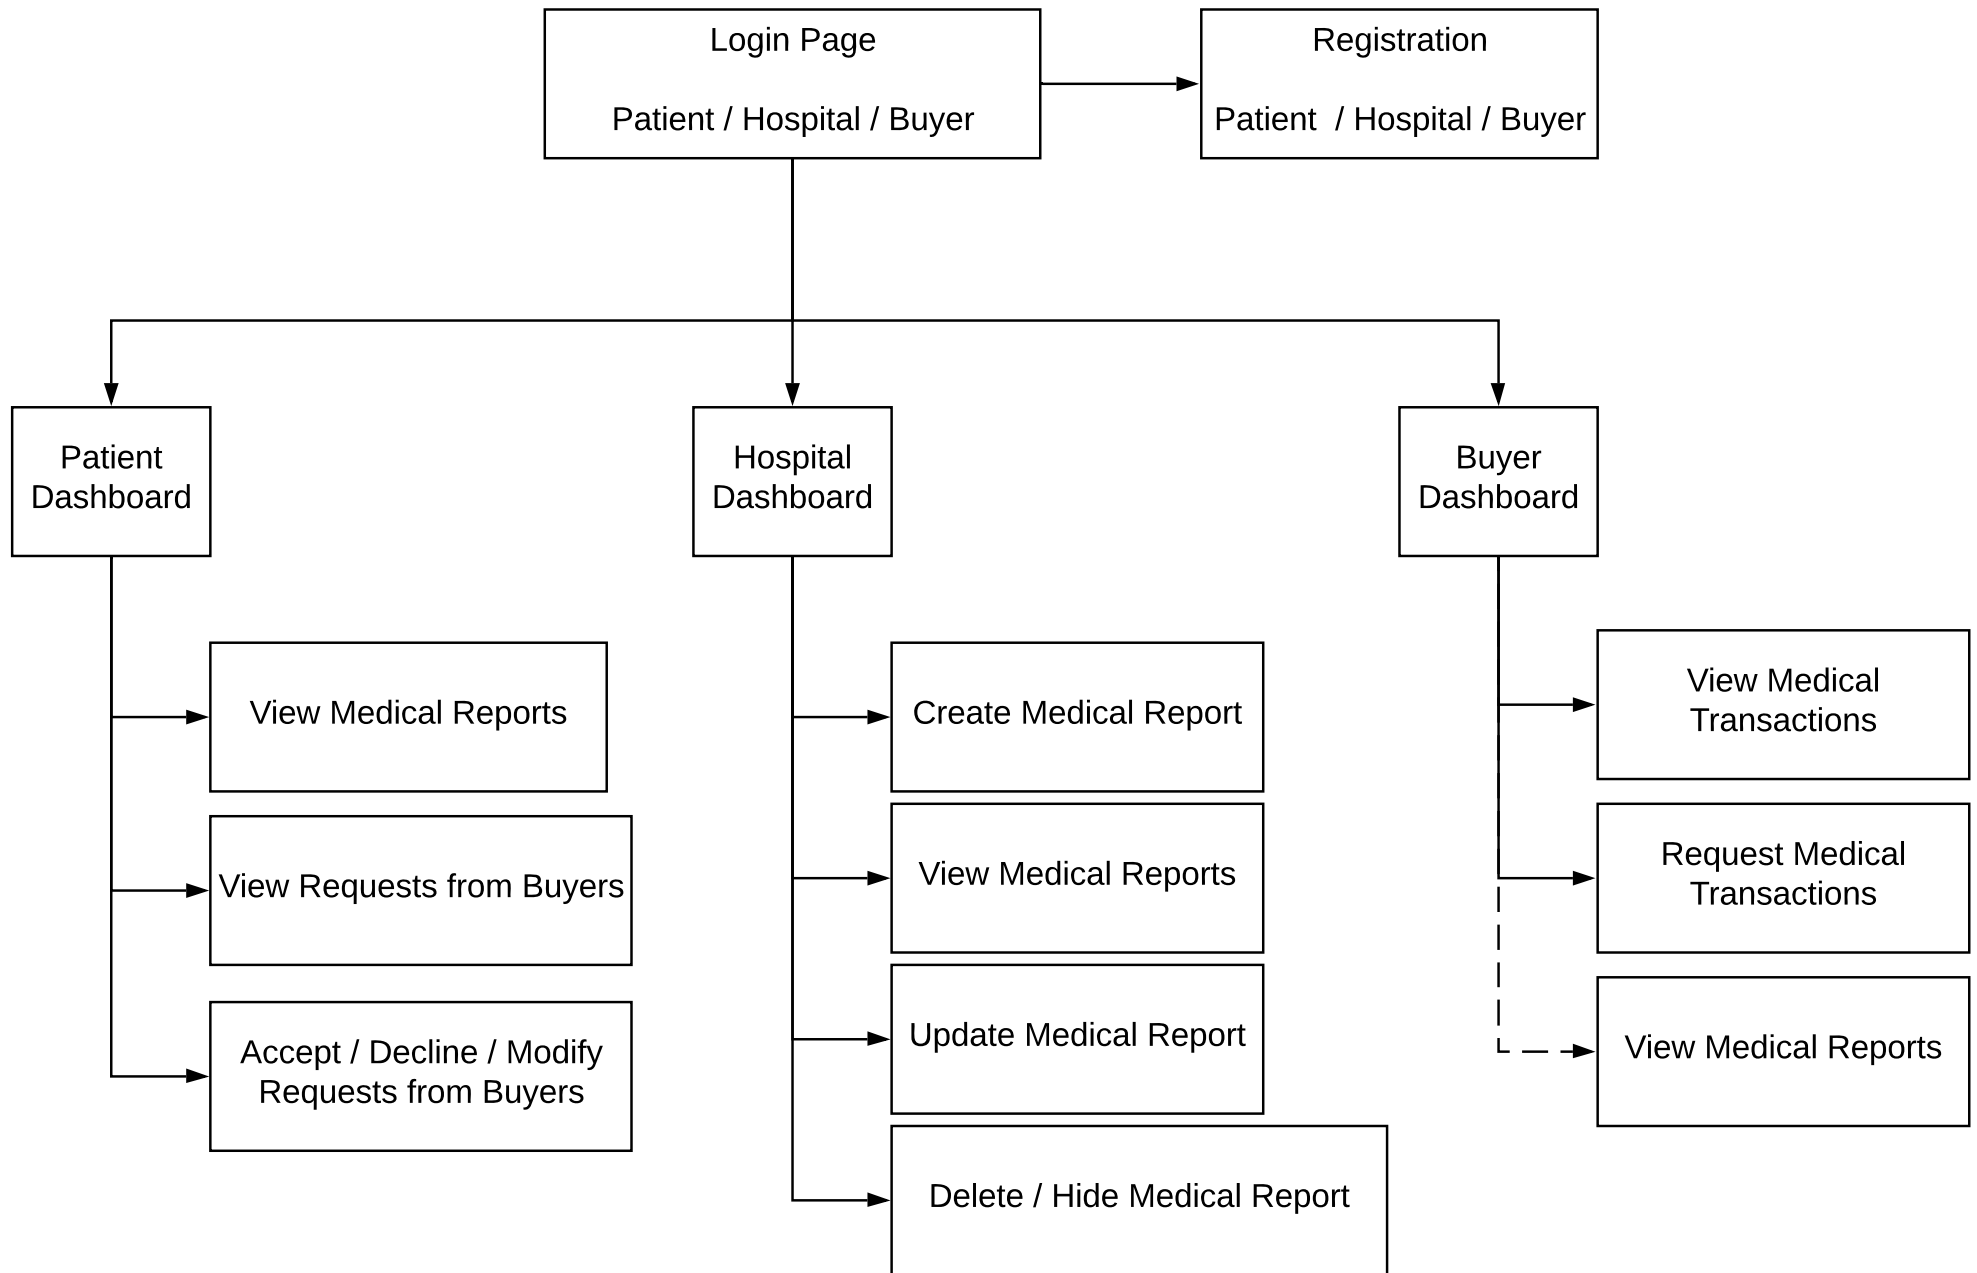 Login Page
Patient / Hospital / Buyer
Registration
Patient  / Hospital / Buyer
Patient
Dashboard
Hospital
Dashboard
Buyer
Dashboard
View Medical Reports
View Requests from Buyers
Accept / Decline / Modify
Requests from Buyers
Create Medical Report
View Medical Reports
Update Medical Report
Delete / Hide Medical Report
View Medical
Transactions
Request Medical
Transactions
View Medical Reports